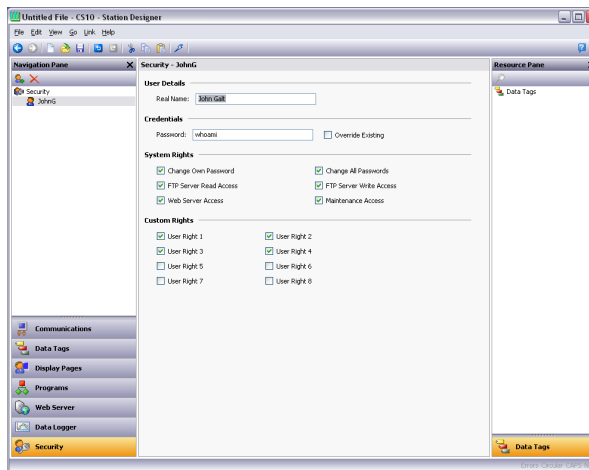 Untitled File - CS10 - Station Designer
File Edit View Go Link Help
Navigation Pane
Security - JohnG
Resource Pane
Security
JohnG
Data Tags
User Details
Real Name: John Galt
Credentials
Password: whoami Override Existing
System Rights
Change Own Password Change All Passwords
FTP Server Read Access FTP Server Write Access
Web Server Access Maintenance Access
Custom Rights
User Right 1 User Right 2
User Right 3 User Right 4
User Right 5 User Right 6
User Right 7 User Right 8
Communications
Data Tags
Display Pages
Programs
Web Server
Data Logger
Security
Data Tags
Errors Circular CAPS